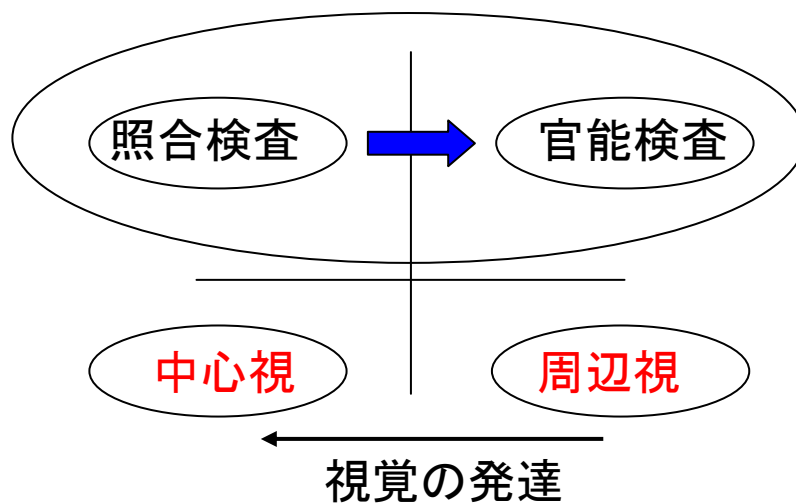 照合検査
官能検査
中心視
周辺視
視覚の発達